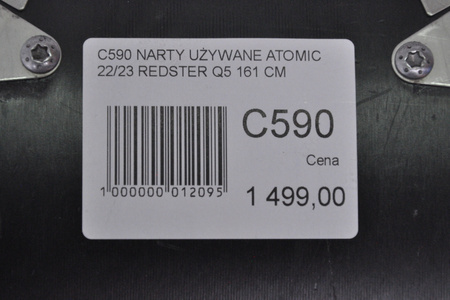 C590 NARTY UŻYWANE ATOMIC
22/23 REDSTER Q5 161 CM
C590
Cena
1 000000 012095
1 499,00